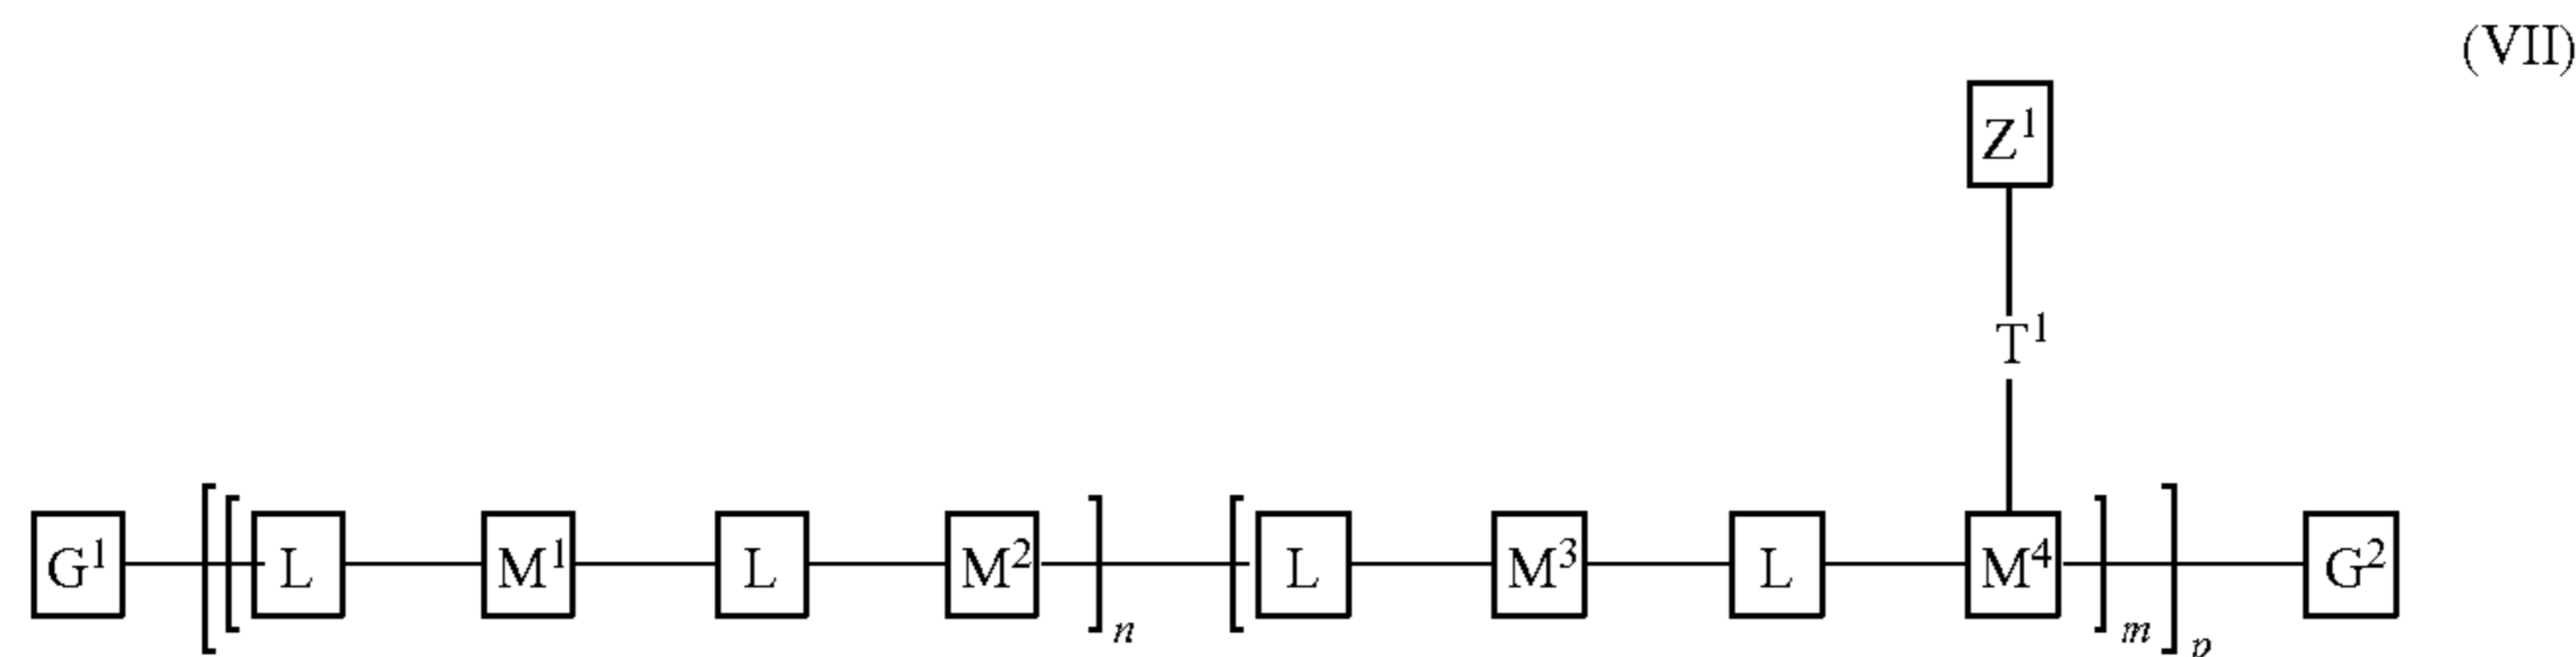 (VII)
Z¹
T¹
G¹ L M¹ L M² n L M³ L M⁴ m p G²